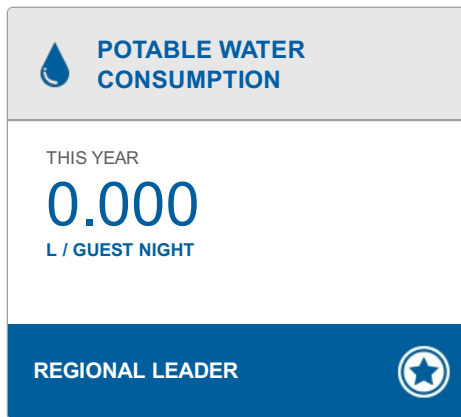 POTABLE WATER
CONSUMPTION
THIS YEAR
0.000
L / GUEST NIGHT
REGIONAL LEADER